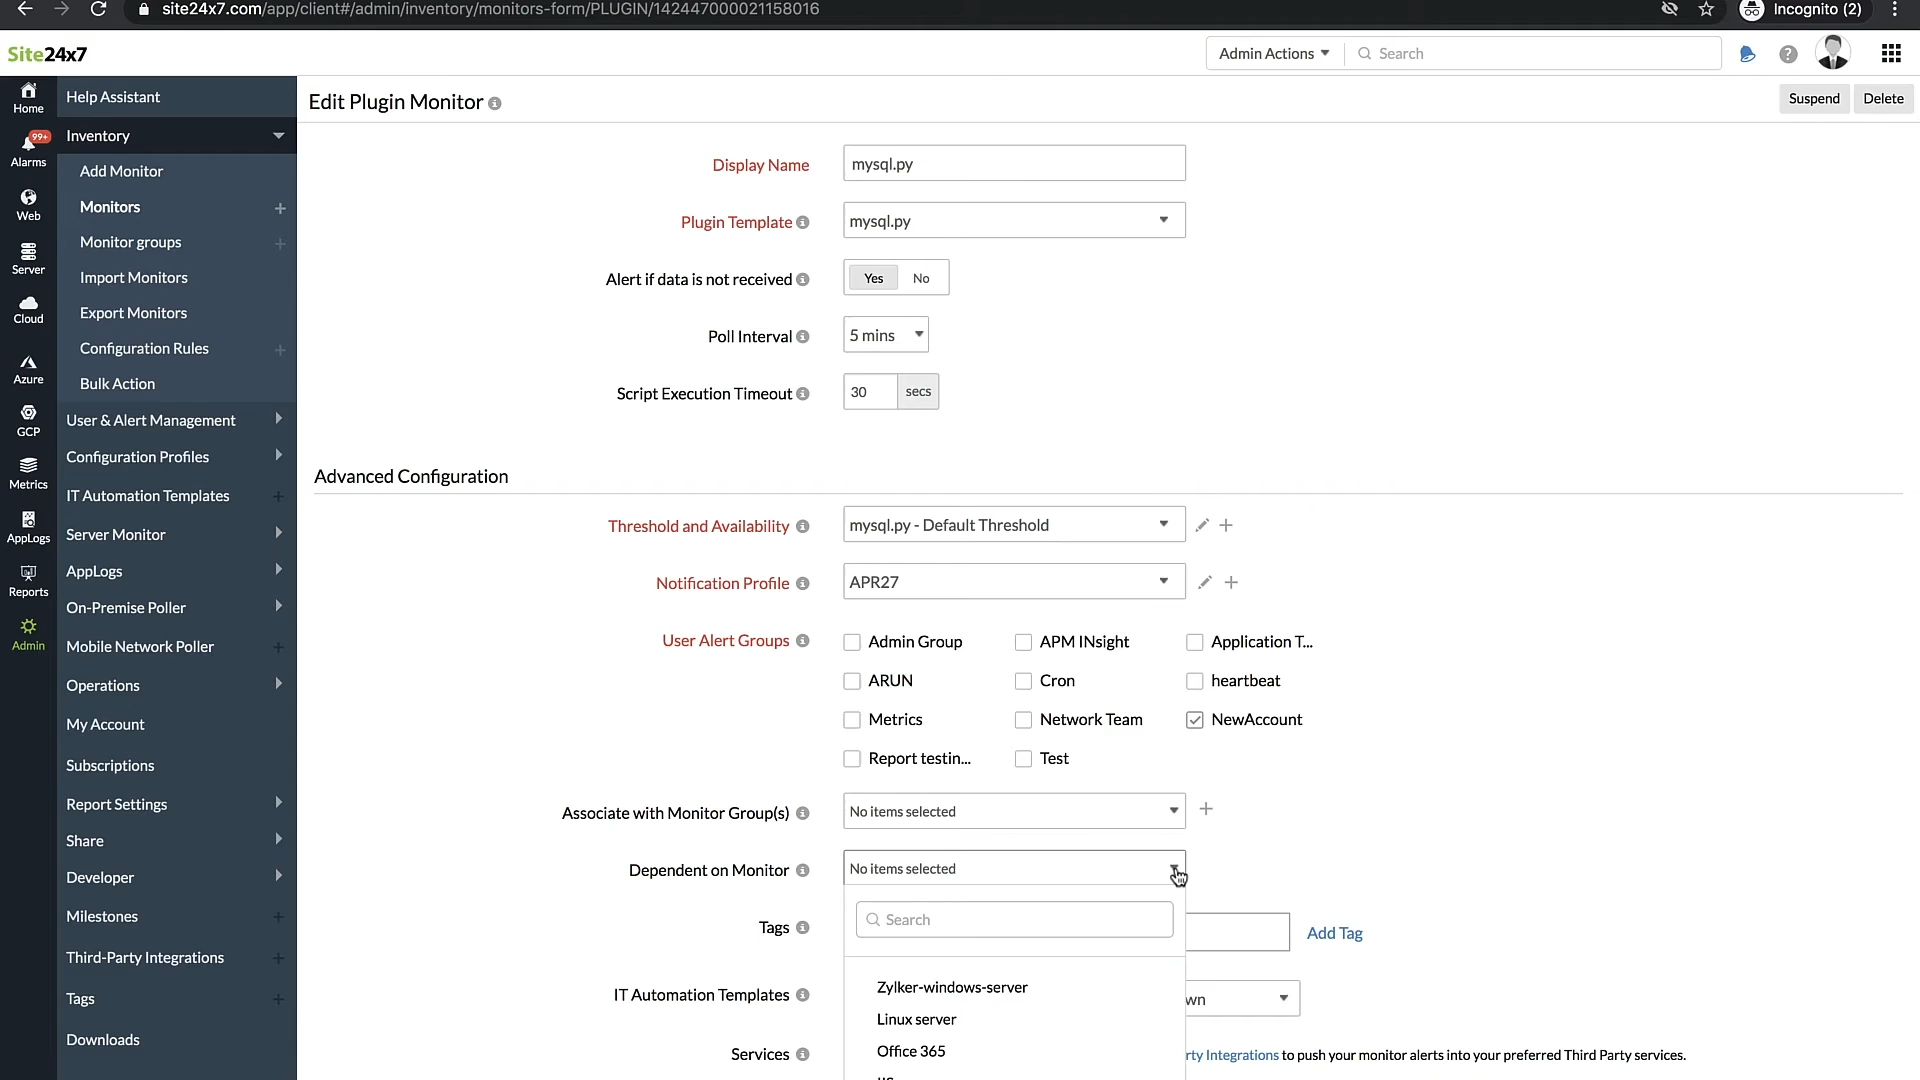 site24x7.com/app/client#/admin/inventory/monitors-form/PLUGIN/142447000021158016
Incognito (2)
Site24x7
Admin Actions
Search
Home
99+
Alarms
Web
Server
Cloud
Azure
GCP
Metrics
AppLogs
Reports
Admin
Help Assistant
Inventory
Add Monitor
Monitors
Monitor groups
Import Monitors
Export Monitors
Configuration Rules
Bulk Action
User & Alert Management
Configuration Profiles
IT Automation Templates
Server Monitor
AppLogs
On-Premise Poller
Mobile Network Poller
Operations
My Account
Subscriptions
Report Settings
Share
Developer
Milestones
Third-Party Integrations
Tags
Downloads
Edit Plugin Monitor
Suspend
Delete
Display Name
mysql.py
Plugin Template
mysql.py
Alert if data is not received
Yes No
Poll Interval
5 mins
Script Execution Timeout
30 secs
Advanced Configuration
Threshold and Availability
mysql.py - Default Threshold
Notification Profile
APR27
User Alert Groups
Admin Group APM INsight Application T...
ARUN Cron heartbeat
Metrics Network Team NewAccount
Report testin... Test
Associate with Monitor Group(s)
No items selected
Dependent on Monitor
No items selected
Search
Zylker-windows-server
Linux server
Office 365
Tags
Add Tag
IT Automation Templates
wn
Services
rty Integrations to push your monitor alerts into your preferred Third Party services.